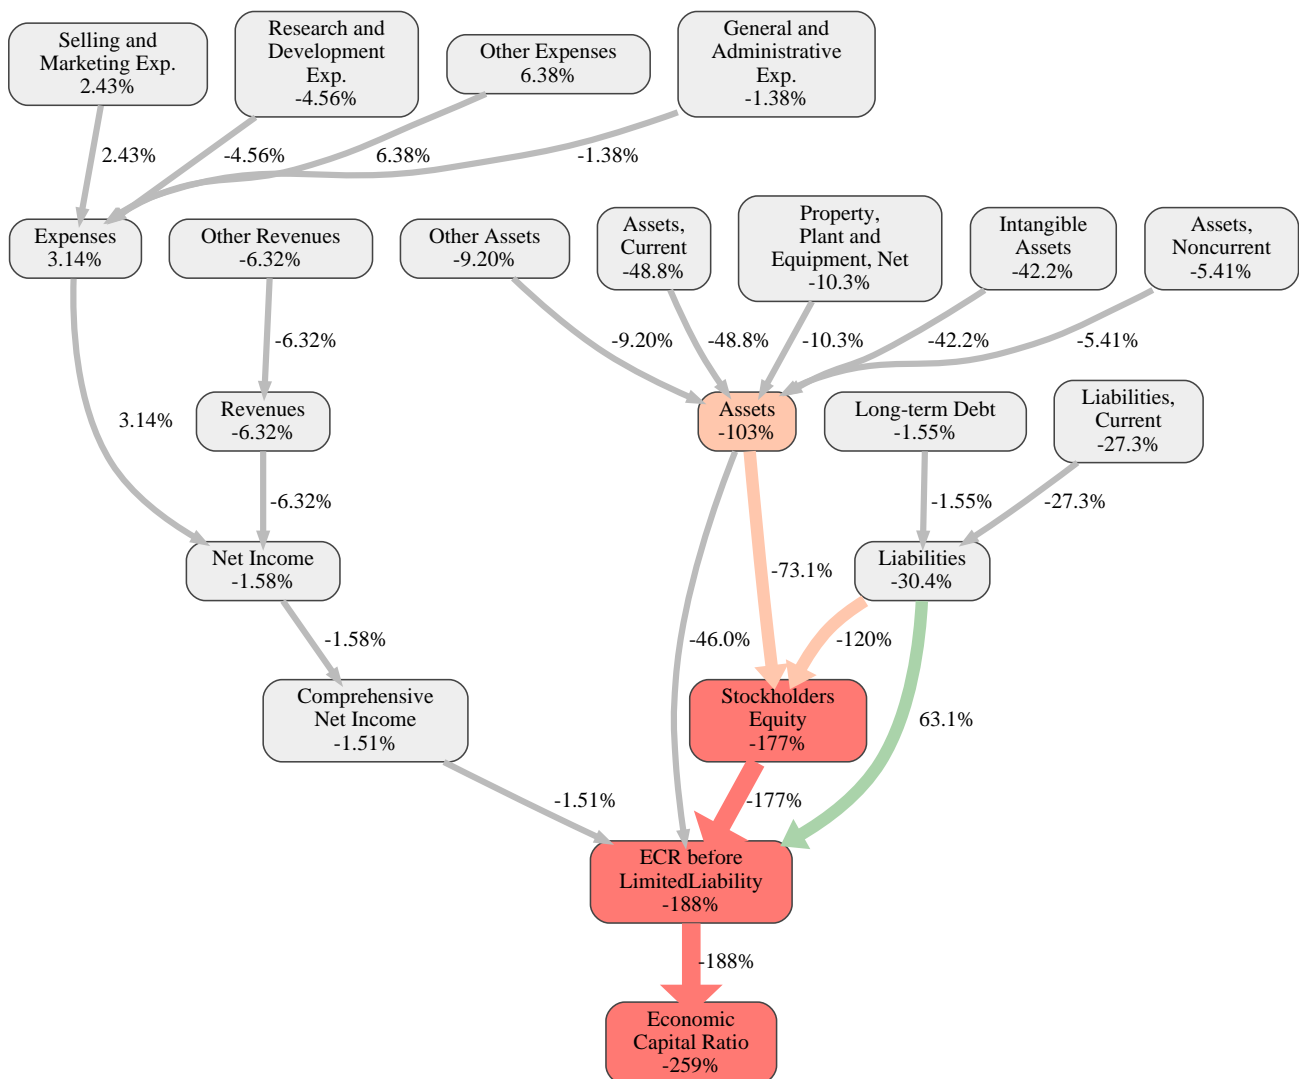 Selling and
Marketing Exp.
2.43%
Research and
Development
Exp.
-4.56%
Other Expenses
6.38%
General and
Administrative
Exp.
-1.38%
2.43%
-4.56%
6.38%
-1.38%
Expenses
3.14%
Other Revenues
-6.32%
Other Assets
-9.20%
Assets,
Current
-48.8%
Property,
Plant and
Equipment, Net
-10.3%
Intangible
Assets
-42.2%
Assets,
Noncurrent
-5.41%
-6.32%
-9.20%
-48.8%
-10.3%
-42.2%
-5.41%
3.14%
Revenues
-6.32%
Assets
-103%
Long-term Debt
-1.55%
Liabilities,
Current
-27.3%
-6.32%
-1.55%
-27.3%
Net Income
-1.58%
-73.1%
Liabilities
-30.4%
-1.58%
-46.0%
-120%
Comprehensive
Net Income
-1.51%
Stockholders
Equity
-177%
63.1%
-1.51%
-177%
ECR before
LimitedLiability
-188%
-188%
Economic
Capital Ratio
-259%